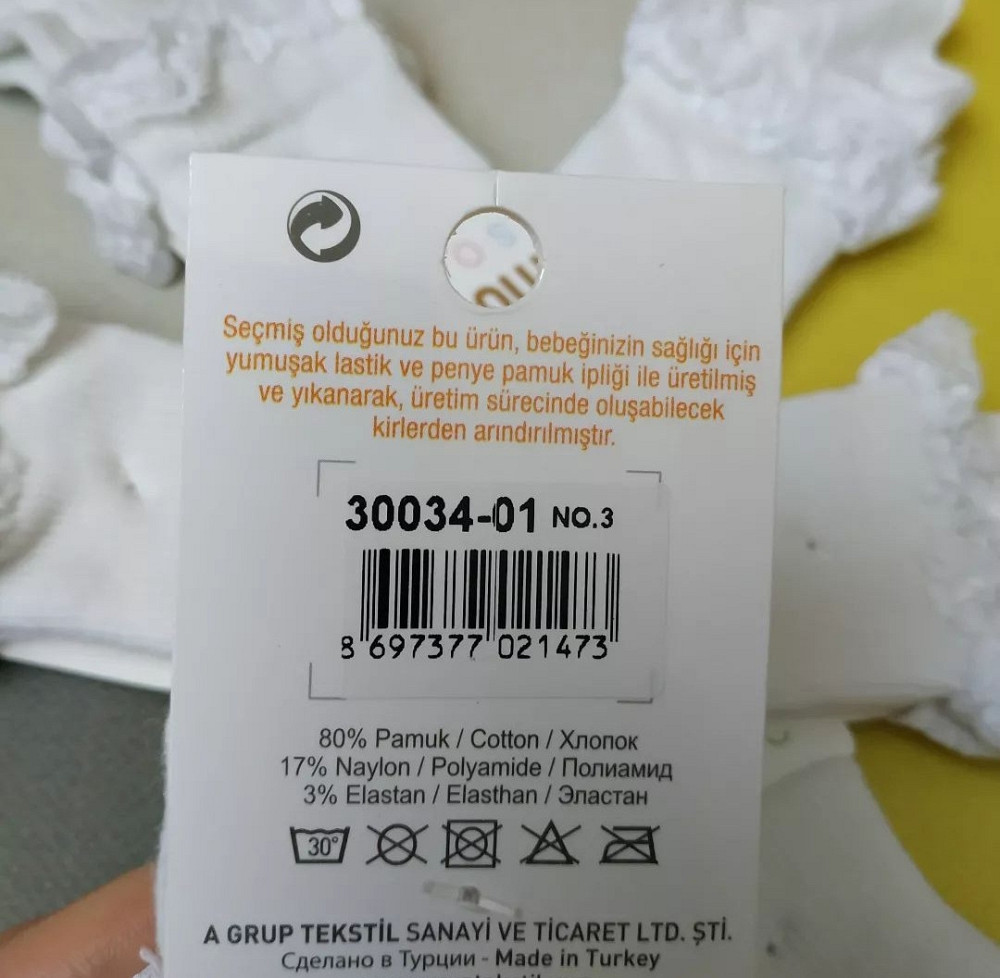 Seçmiş olduğunuz bu ürün, bebeğinizin sağlığı için
yumuşak lastik ve penye pamuk ipliği ile üretilmiş
ve yıkanarak, üretim sürecinde oluşabilecek
kirlerden arındırılmıştır.
30034-01 NO.3
8 697377 021473
80% Pamuk / Cotton / Хлопок
17% Naylon / Polyamide / Полиамид
3% Elastan / Elasthan / Эластан
30°
A GRUP TEKSTİL SANAYİ VE TİCARET LTD. ŞTİ.
Сделано в Турции - Made in Turkey